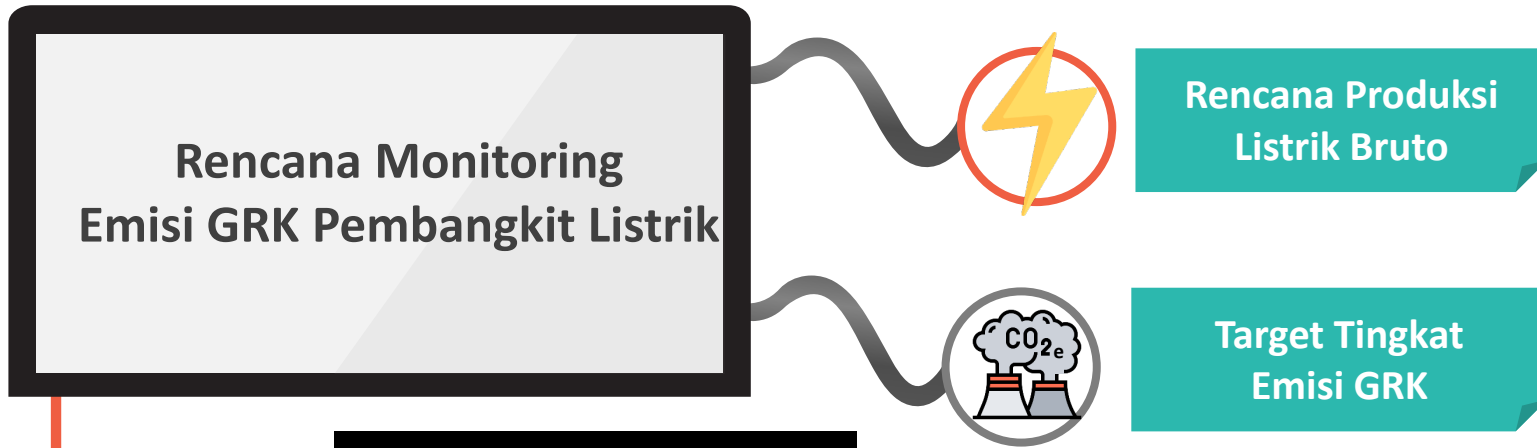 Rencana Monitoring
Emisi GRK Pembangkit Listrik
Rencana Produksi
Listrik Bruto
CO2e
Target Tingkat
Emisi GRK